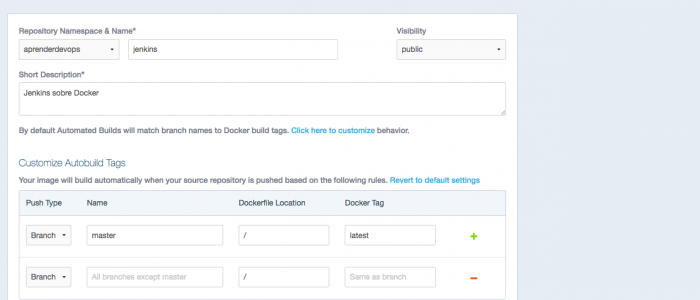 Repository Namespace & Name* Visibility
aprenderdevops jenkins public
Short Description*
Jenkins sobre Docker
By default Automated Builds will match branch names to Docker build tags. Click here to customize behavior.
Customize Autobuild Tags
Your image will build automatically when your source repository is pushed based on the following rules. Revert to default settings
Push Type Name Dockerfile Location Docker Tag
Branch master / latest +
Branch All branches except master / Same as branch −